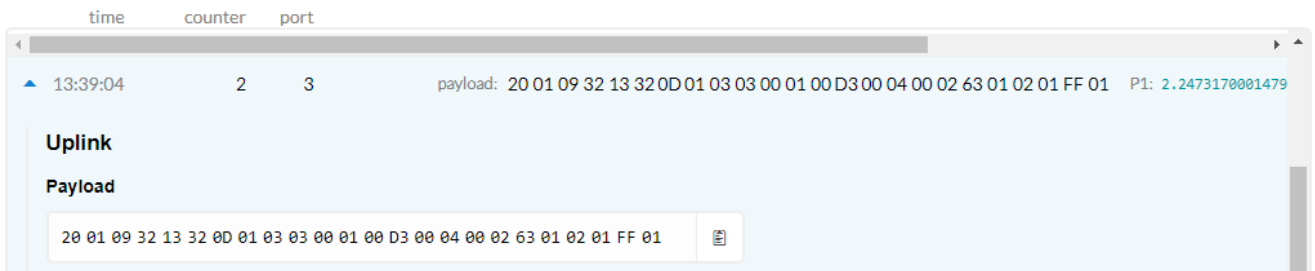 time counter port
13:39:04 2 3 payload: 20 01 09 32 13 32 0D 01 03 03 00 01 00 D3 00 04 00 02 63 01 02 01 FF 01 P1: 2.2473170001479
Uplink
Payload
20 01 09 32 13 32 0D 01 03 03 00 01 00 D3 00 04 00 02 63 01 02 01 FF 01